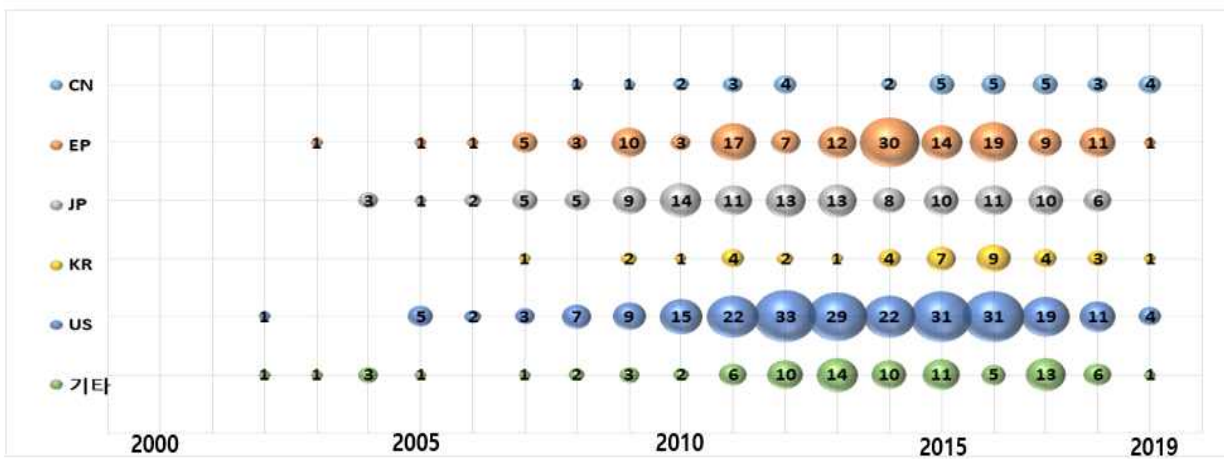 CN 1 1 2 3 4 2 5 5 5 3 4
EP 1 1 1 5 3 10 3 17 7 12 30 14 19 9 11 1
JP 3 1 2 5 5 9 14 11 13 13 8 10 11 10 6
KR 1 2 1 4 2 1 4 7 9 4 3 1
US 1 5 2 3 7 9 15 22 33 29 22 31 31 19 11 4
기타 1 1 3 1 1 2 3 2 6 10 14 10 11 5 13 6 1
2000 2005 2010 2015 2019